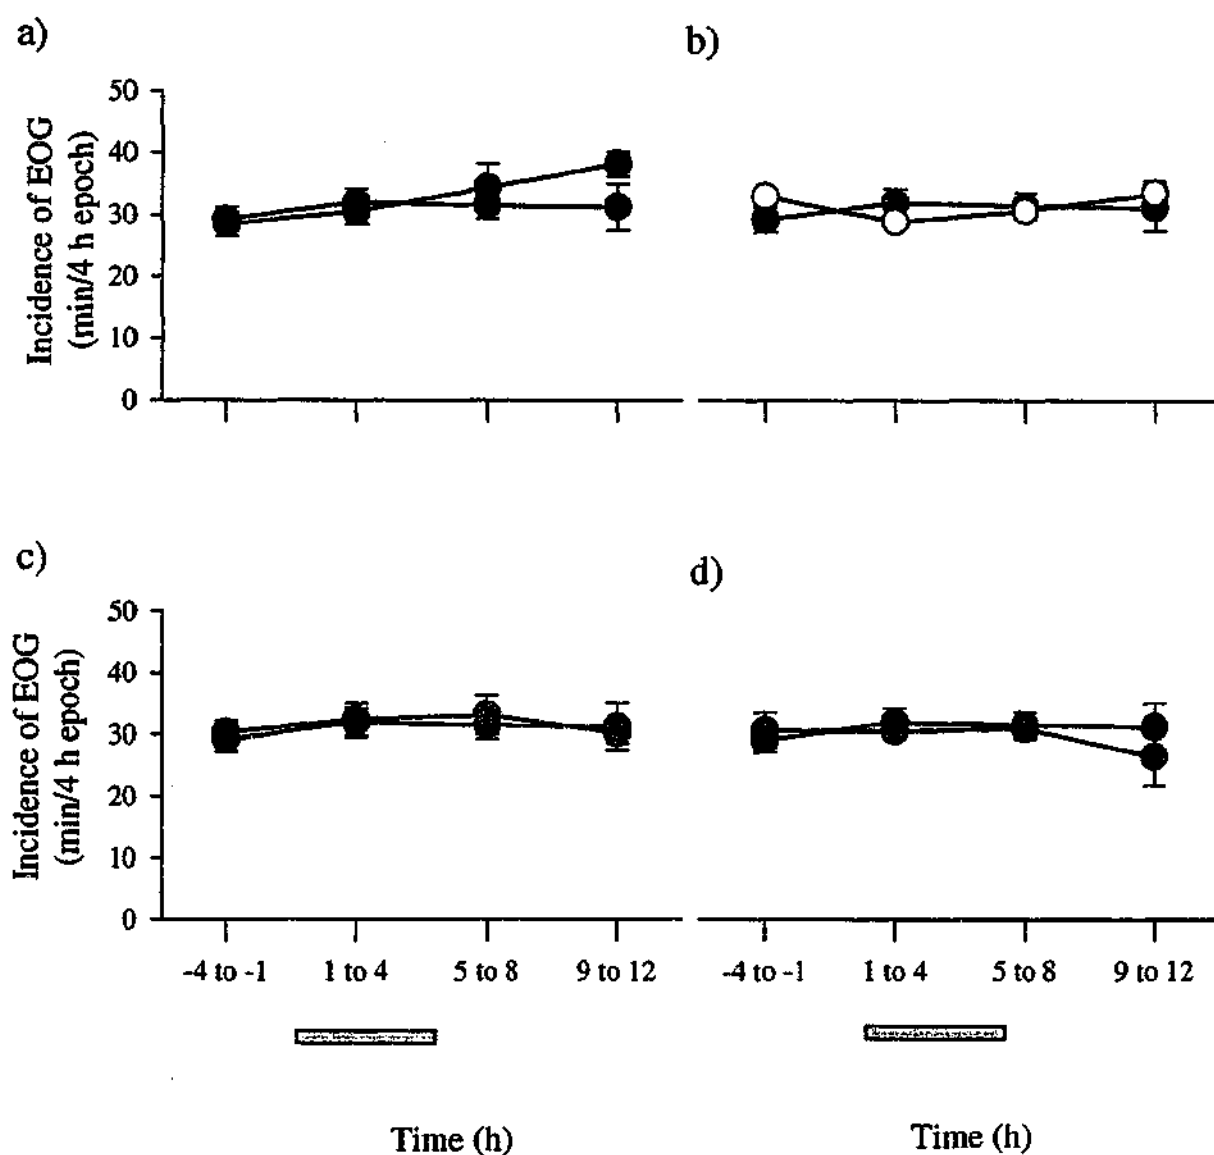 a)
b)
Incidence of EOG
(min/4 h epoch)
50
40
30
20
10
0
c)
d)
Incidence of EOG
(min/4 h epoch)
50
40
30
20
10
0
-4 to -1 1 to 4 5 to 8 9 to 12
-4 to -1 1 to 4 5 to 8 9 to 12
Time (h)
Time (h)